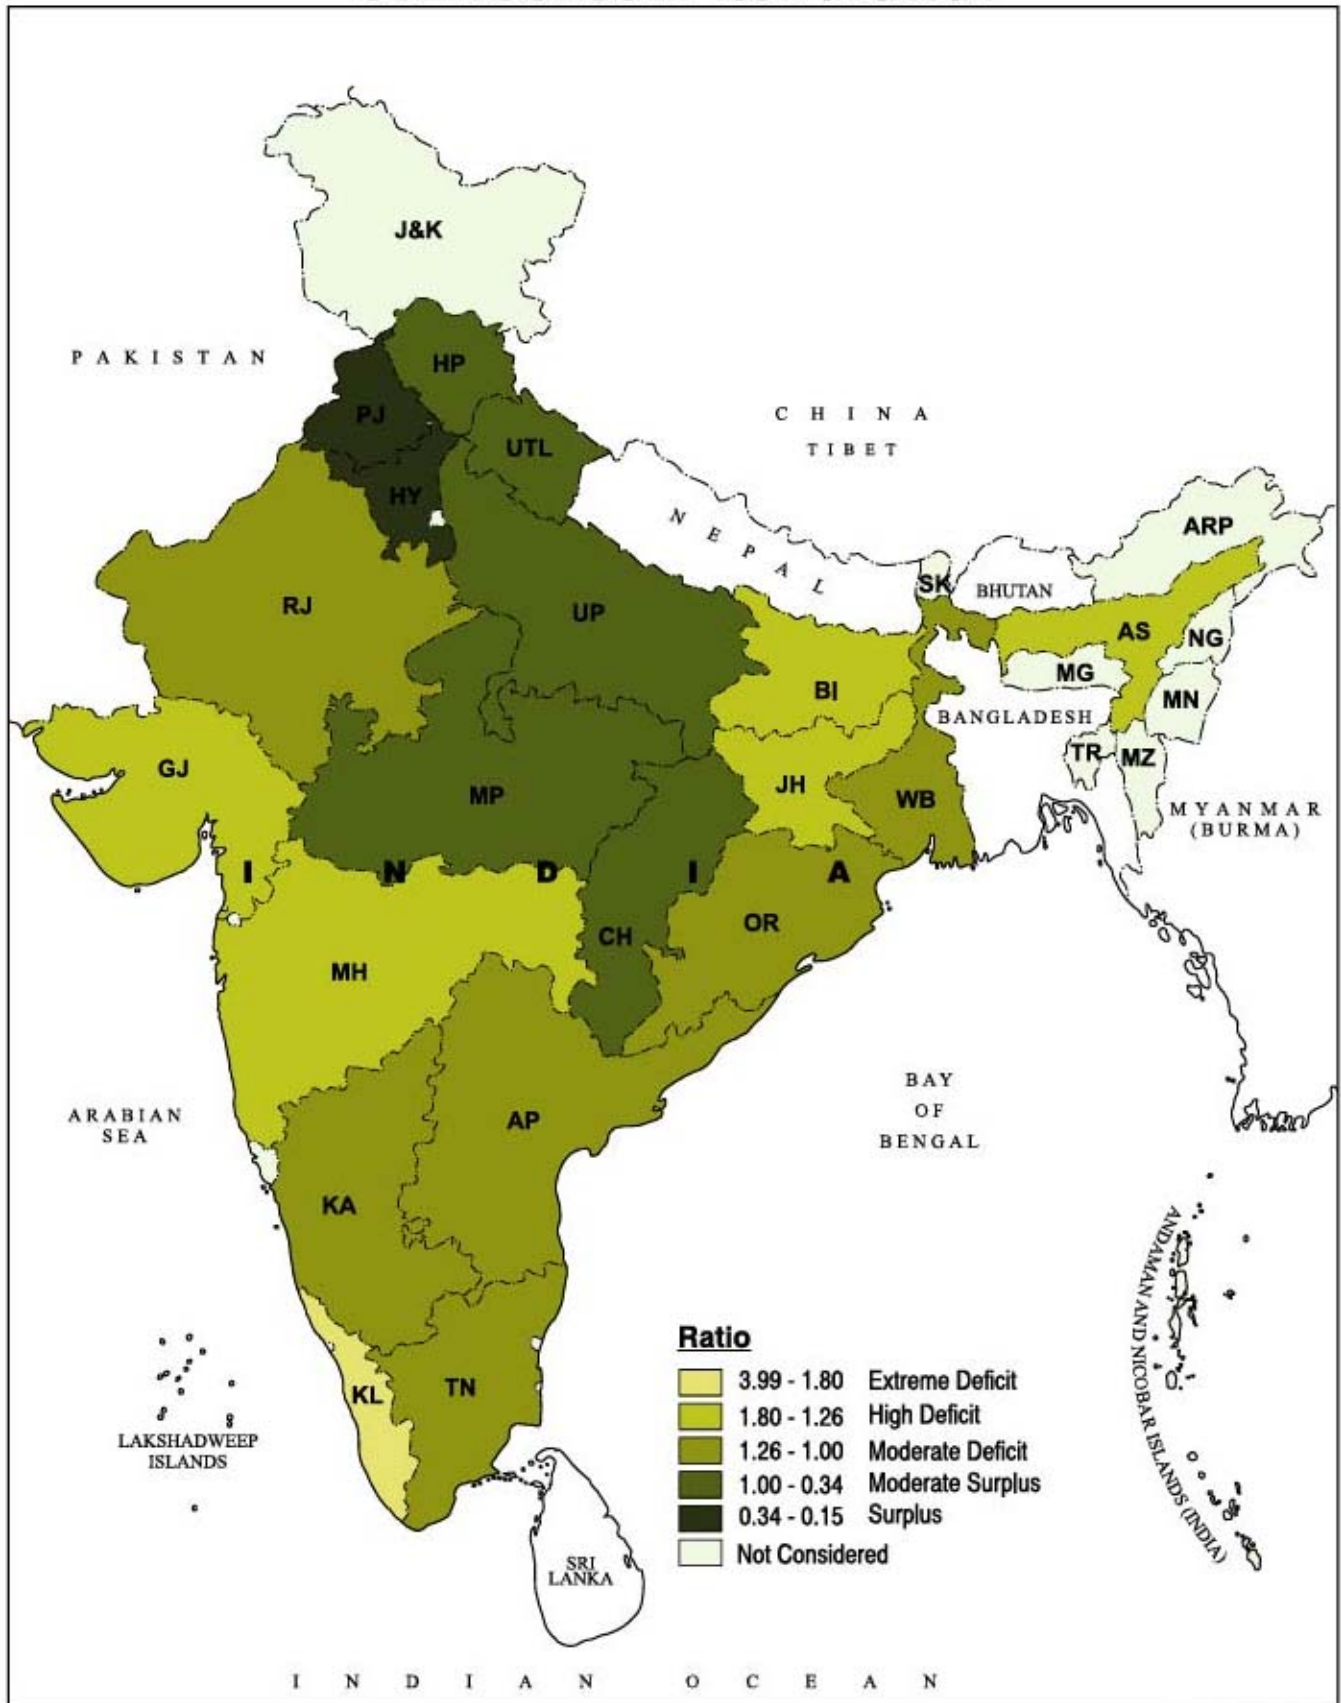 J&K
PAKISTAN
HP
CHINA
TIBET
PJ
UTL
HY
NEPAL
ARP
SK
BHUTAN
RJ
UP
AS
NG
MG
BI
MN
BANGLADESH
GJ
TR
MZ
MP
JH
WB
MYANMAR
(BURMA)
INDIA
CH
OR
MH
ARABIAN
SEA
AP
BAY
OF
BENGAL
KA
ANDAMAN AND NICOBAR ISLANDS (INDIA)
KL
TN
LAKSHADWEEP
ISLANDS
Ratio
3.99 - 1.80 Extreme Deficit
1.80 - 1.26 High Deficit
1.26 - 1.00 Moderate Deficit
1.00 - 0.34 Moderate Surplus
0.34 - 0.15 Surplus
Not Considered
SRI
LANKA
INDIAN OCEAN